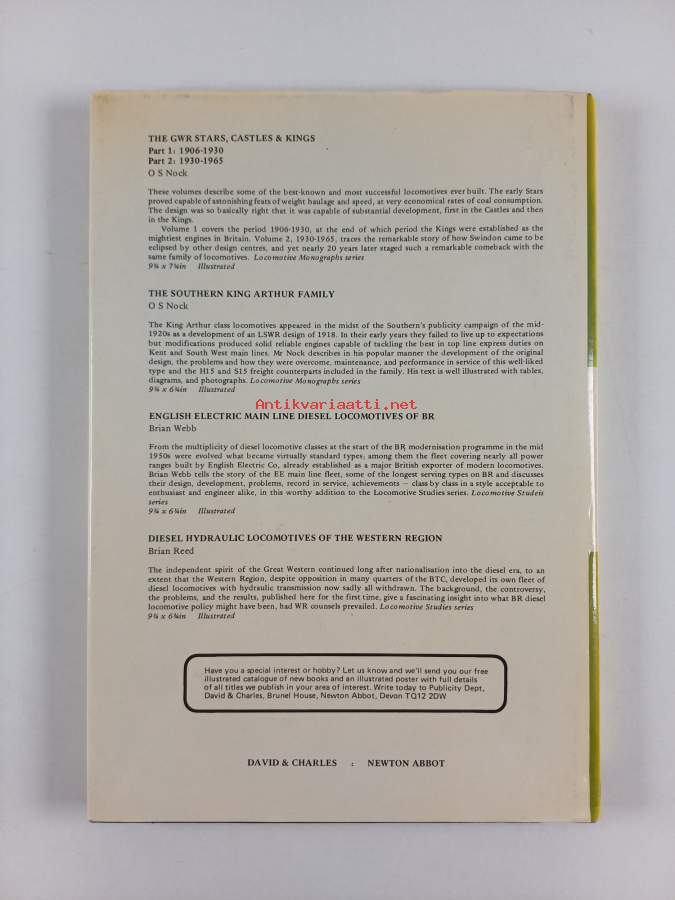 THE GWR STARS, CASTLES & KINGS
Part 1: 1906-1930
Part 2: 1930-1965
O S Nock
These volumes describe some of the best-known and most successful locomotives ever built. The early Stars
proved capable of astonishing feats of weight haulage and speed, at very economical rates of coal consumption.
The design was so basically right that it was capable of substantial development, first in the Castles and then
in the Kings.
Volume 1 covers the period 1906-1930, at the end of which period the Kings were established as the
mightiest engines in Britain. Volume 2, 1930-1965, traces the remarkable story of how Swindon came to be
eclipsed by other design centres, and yet nearly 20 years later staged such a remarkable comeback with the
same family of locomotives. Locomotive Monographs series
9¾ x 7¼in Illustrated
THE SOUTHERN KING ARTHUR FAMILY
O S Nock
The King Arthur class locomotives appeared in the midst of the Southern's publicity campaign of the mid-
1920s as a development of an LSWR design of 1918. In their early years they failed to live up to expectations
but modifications produced solid reliable engines capable of tackling the best in top line express duties on
Kent and South West main lines. Mr Nock describes in his popular manner the development of the original
design, the problems and how they were overcome, maintenance, and performance in service of this well-liked
type and the H15 and S15 freight counterparts included in the family. His text is well illustrated with tables,
diagrams, and photographs. Locomotive Monographs series
9¾ x 6¾in Illustrated
Antikvariaatti.net
ENGLISH ELECTRIC MAIN LINE DIESEL LOCOMOTIVES OF BR
Brian Webb
From the multiplicity of diesel locomotive classes at the start of the BR modernisation programme in the mid
1950s were evolved what became virtually standard types; among them the fleet covering nearly all power
ranges built by English Electric Co, already established as a major British exporter of modern locomotives.
Brian Webb tells the story of the EE main line fleet, some of the longest serving types on BR and discusses
their design, development, problems, record in service, achievements — class by class in a style acceptable to
enthusiast and engineer alike, in this worthy addition to the Locomotive Studies series. Locomotive Studeis
series
9¾ x 6¾in Illustrated
DIESEL HYDRAULIC LOCOMOTIVES OF THE WESTERN REGION
Brian Reed
The independent spirit of the Great Western continued long after nationalisation into the diesel era, to an
extent that the Western Region, despite opposition in many quarters of the BTC, developed its own fleet of
diesel locomotives with hydraulic transmission now sadly all withdrawn. The background, the controversy,
the problems, and the results, published here for the first time, give a fascinating insight into what BR diesel
locomotive policy might have been, had WR counsels prevailed. Locomotive Studies series
9¾ x 6¾in Illustrated
Have you a special interest or hobby? Let us know and we'll send you our free
illustrated catalogue of new books and an illustrated poster with full details
of all titles we publish in your area of interest. Write today to Publicity Dept,
David & Charles, Brunel House, Newton Abbot, Devon TQ12 2DW
DAVID & CHARLES : NEWTON ABBOT